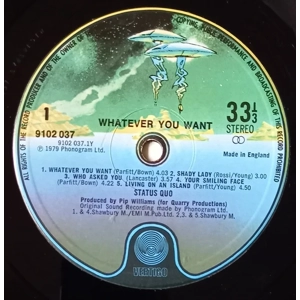 ALL RIGHTS OF THE RECORD PRODUCER AND OF THE OWNER OF THE
COPYING, PUBLIC PERFORMANCE AND BROADCASTING OF THIS RECORD PROHIBITED
WHATEVER YOU WANT
1
9102 037
9102 037.1Y
℗ 1979 Phonogram Ltd.
33 1/3
STEREO
Made in England
1. WHATEVER YOU WANT (Parfitt/Bown) 4.00 2. SHADY LADY (Rossi/Young) 3.00
3. WHO ASKED YOU (Lancaster) 3.57 4. YOUR SMILING FACE
(Parfitt/Bown) 4.22 5. LIVING ON AN ISLAND (Parfitt/Young) 4.50
STATUS QUO
Produced by Pip Williams (for Quarry Productions)
Original Sound Recording made by Phonogram Ltd.
1. & 4. Shawbury M./EMI M. Pub Ltd. 2. & 5. Shawbury M.
VERTIGO